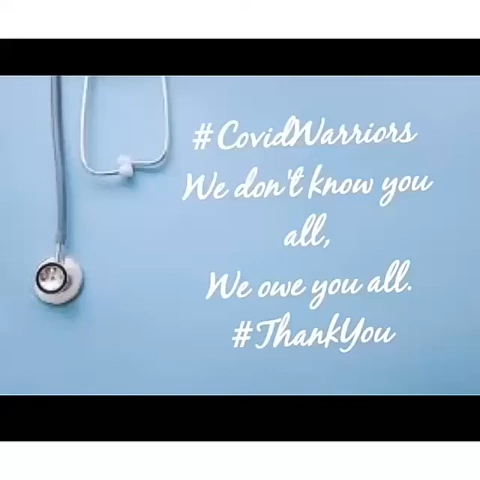 #CovidWarriors
We don't know you
all,
We owe you all.
#ThankYou